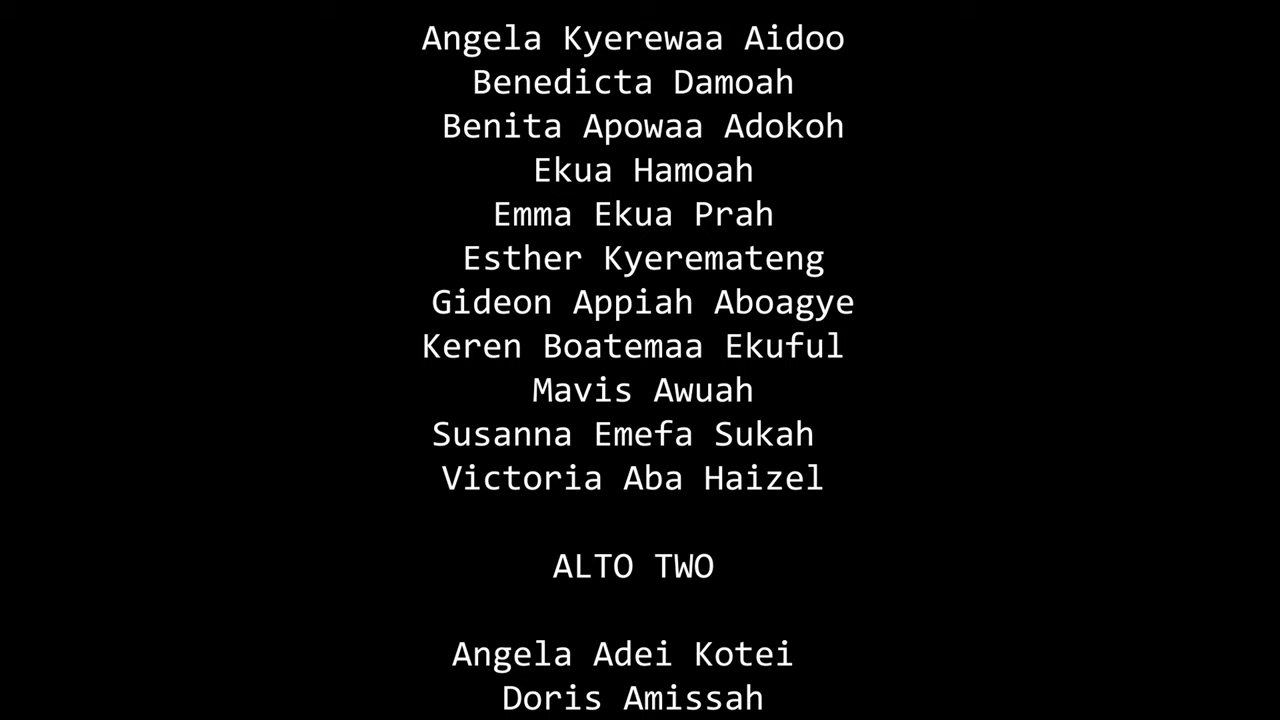 Angela Kyerewaa Aidoo
Benedicta Damoah
Benita Apowaa Adokoh
Ekua Hamoah
Emma Ekua Prah
Esther Kyeremateng
Gideon Appiah Aboagye
Keren Boatemaa Ekuful
Mavis Awuah
Susanna Emefa Sukah
Victoria Aba Haizel
ALTO TWO
Angela Adei Kotei
Doris Amissah